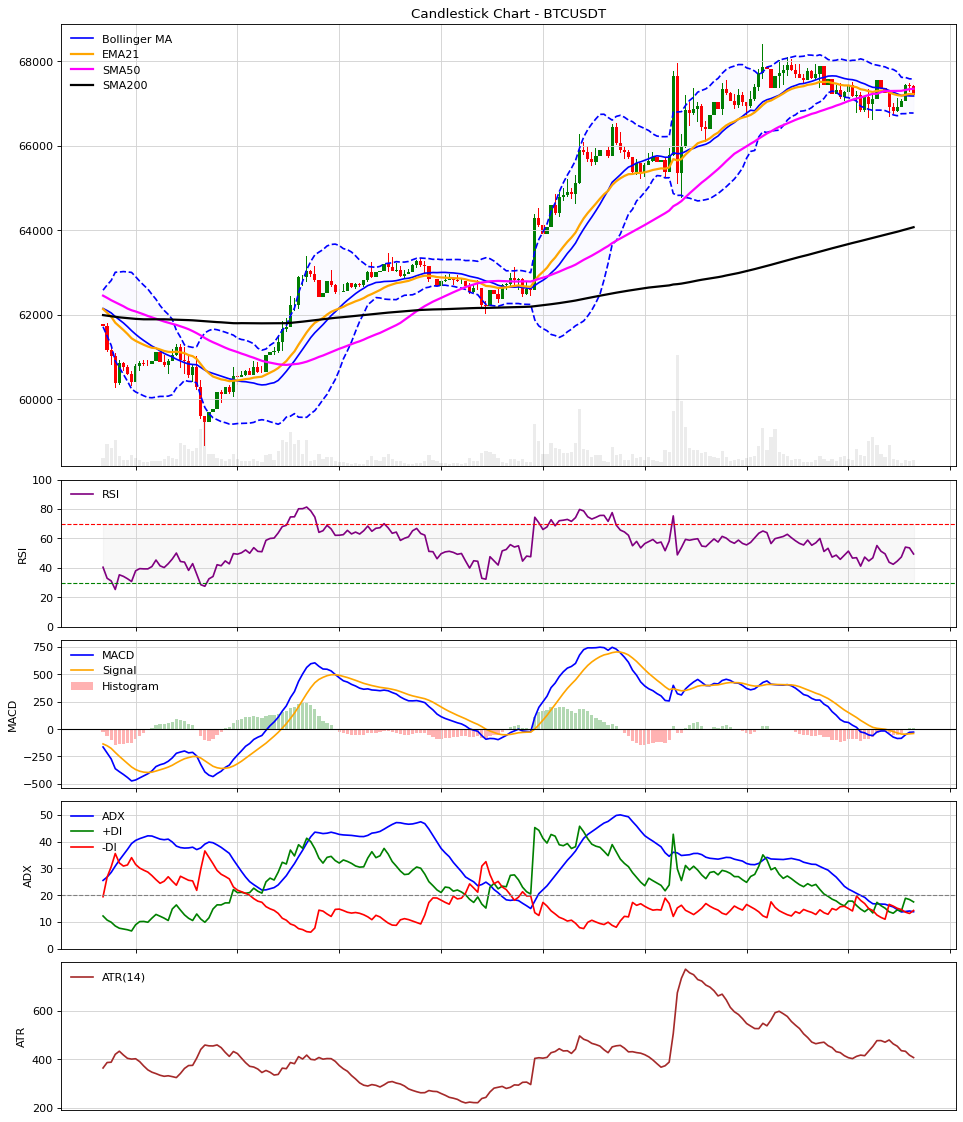 Candlestick Chart - BTCUSDT
Bollinger MA
EMA21
SMA50
SMA200
68000
66000
64000
62000
60000
RSI
100
80
60
40
20
0
RSI
MACD
Signal
Histogram
750
500
250
0
−250
−500
MACD
ADX
+DI
-DI
50
40
30
20
10
0
ADX
ATR(14)
600
400
200
ATR